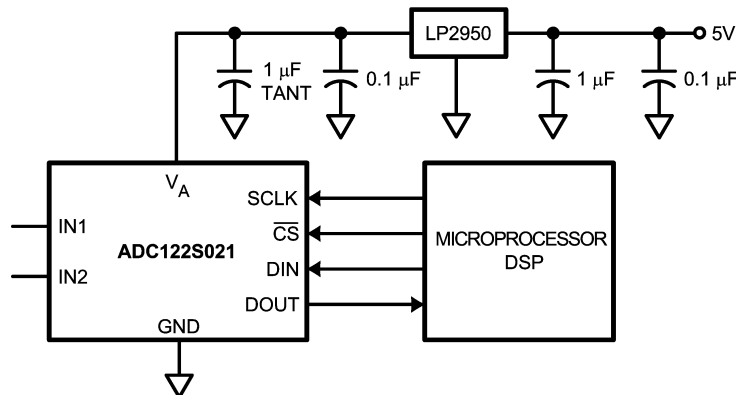 LP2950
5V
1 µF
TANT
0.1 µF
1 µF
0.1 µF
VA
IN1
IN2
ADC122S021
SCLK
CS
DIN
DOUT
GND
MICROPROCESSOR
DSP